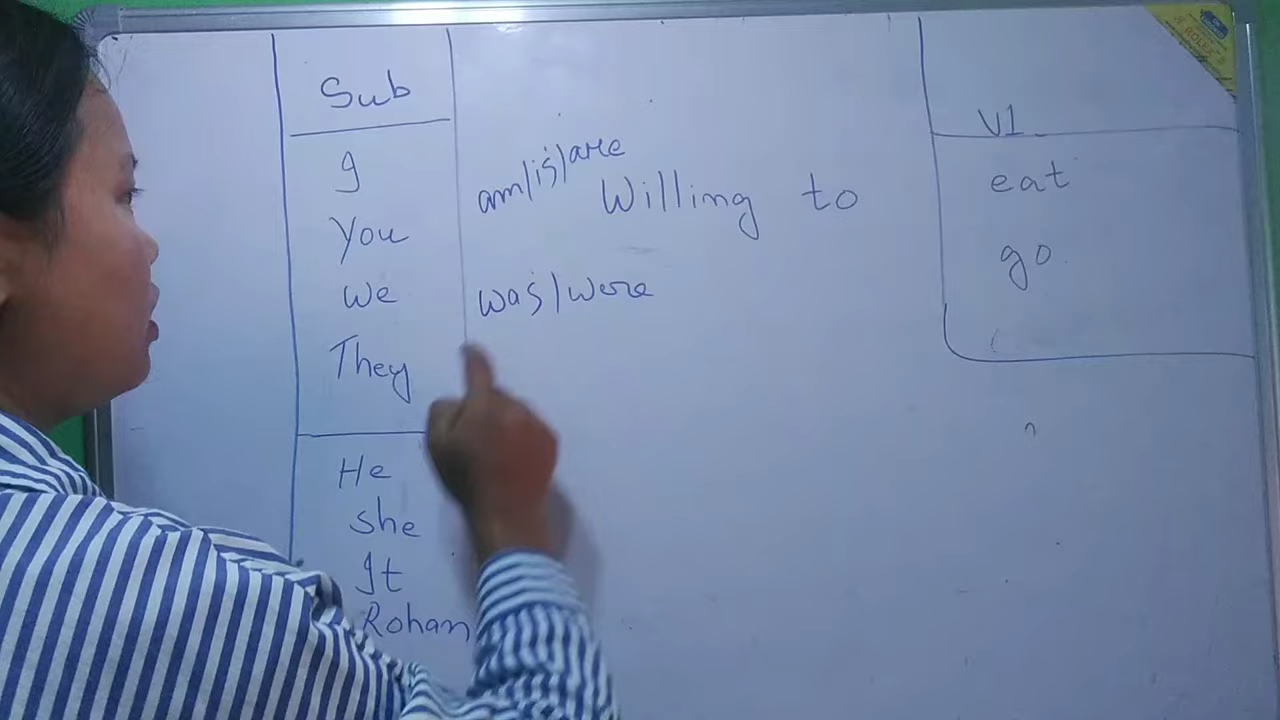 Sub
V1
I
am/is/are
Willing to
eat
You
go
We
was/were
They
He
She
It
Rohan